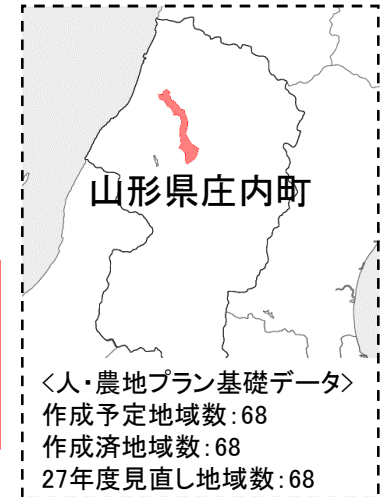 山形県庄内町
<人・農地プラン基礎データ>
作成予定地域数:68
作成済地域数:68
27年度見直し地域数:68